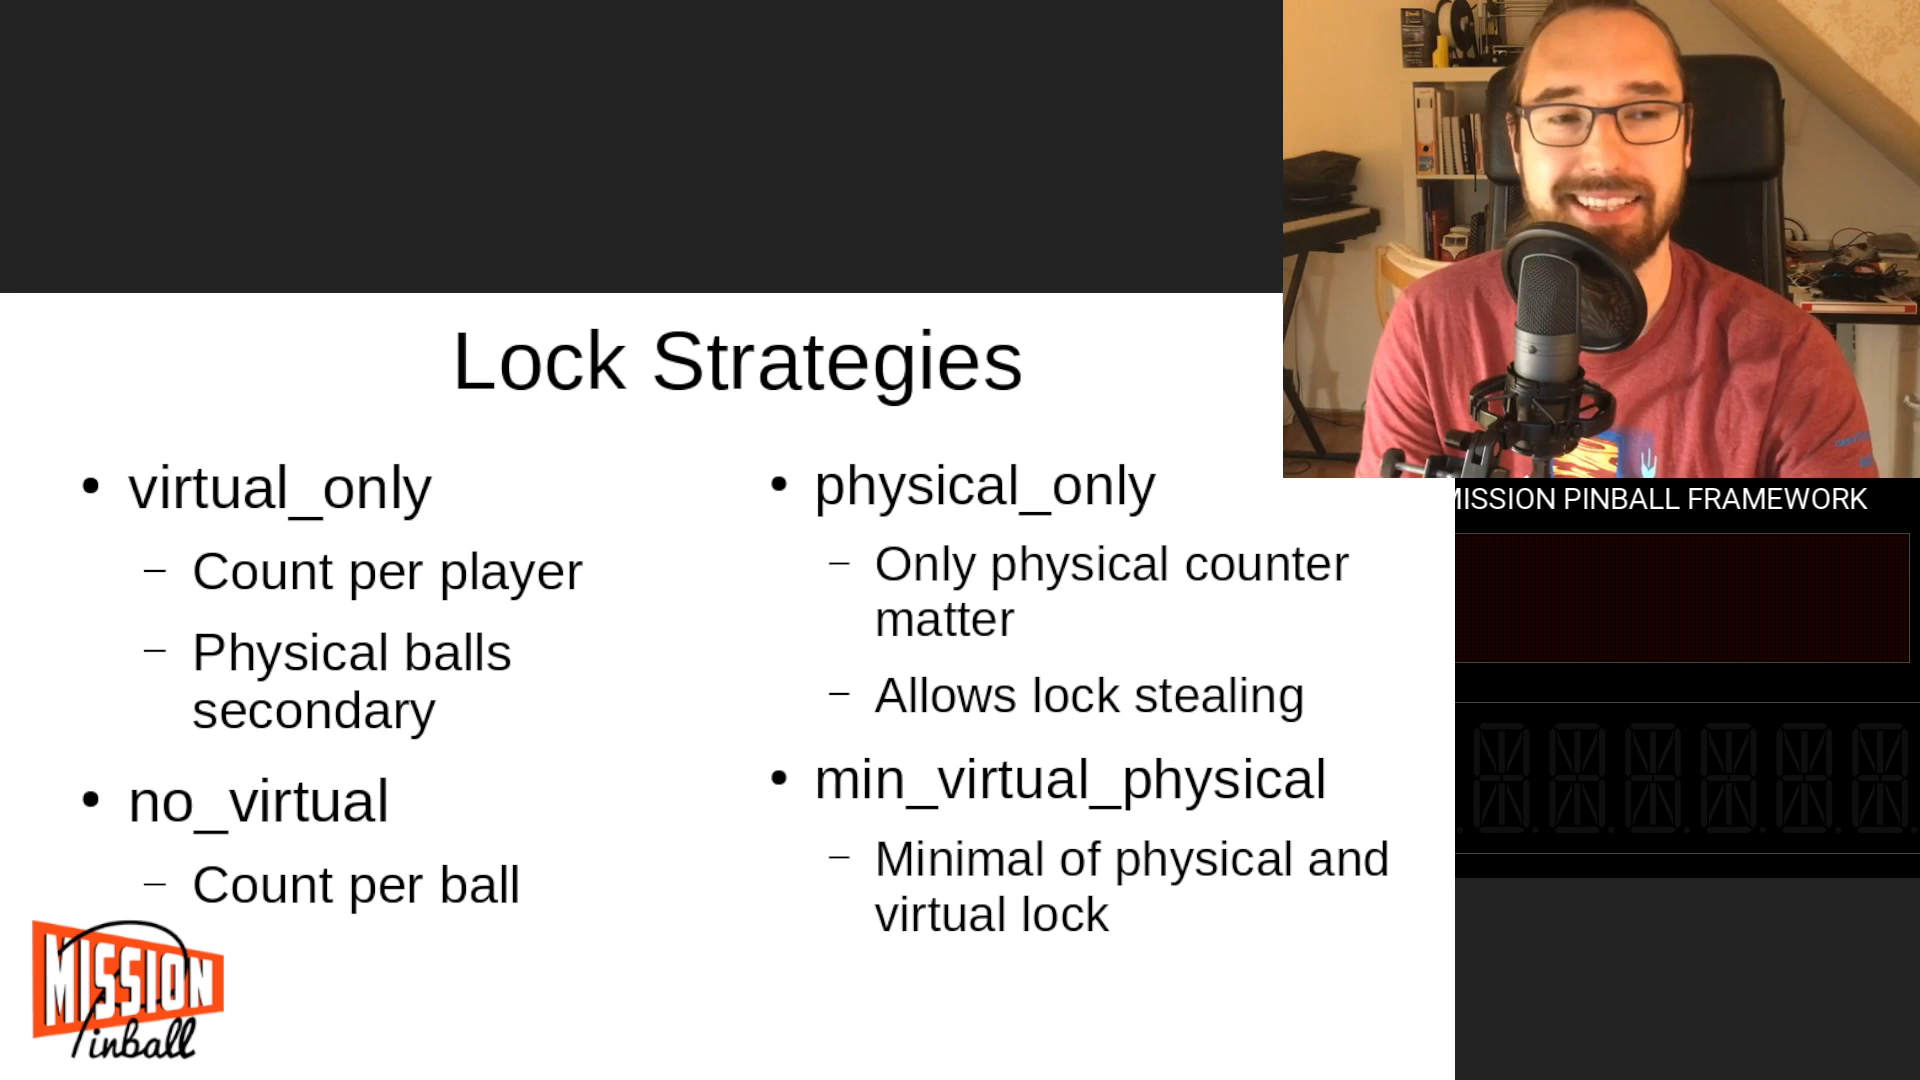 Lock Strategies
• virtual_only
– Count per player
– Physical balls
secondary
• no_virtual
– Count per ball
• physical_only
– Only physical counter
matter
– Allows lock stealing
• min_virtual_physical
– Minimal of physical and
virtual lock
MISSION PINBALL FRAMEWORK
MISSION
Pinball